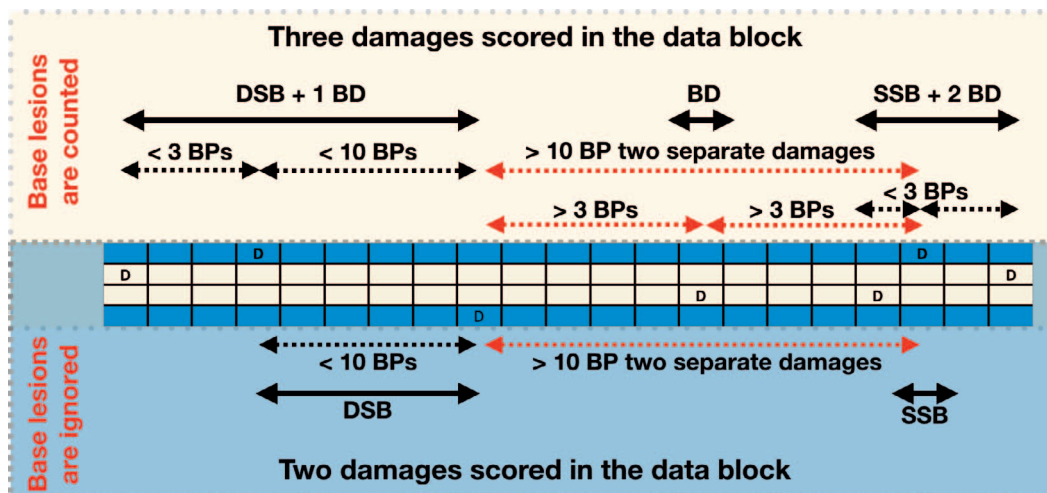 Three damages scored in the data block
Base lesions
are counted
DSB + 1 BD
BD
SSB + 2 BD
< 3 BPs
< 10 BPs
> 10 BP two separate damages
< 3 BPs
> 3 BPs
> 3 BPs
D
D
D
D
D
D
D
Base lesions
are ignored
< 10 BPs
> 10 BP two separate damages
DSB
SSB
Two damages scored in the data block